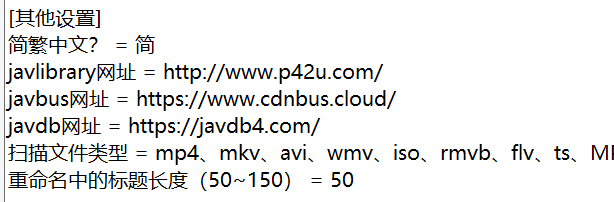 [其他设置]
简繁中文？ = 简
javlibrary网址 = http://www.p42u.com/
javbus网址 = https://www.cdnbus.cloud/
javdb网址 = https://javdb4.com/
扫描文件类型 = mp4、mkv、avi、wmv、iso、rmvb、flv、ts、
重命名中的标题长度（50~150） = 50